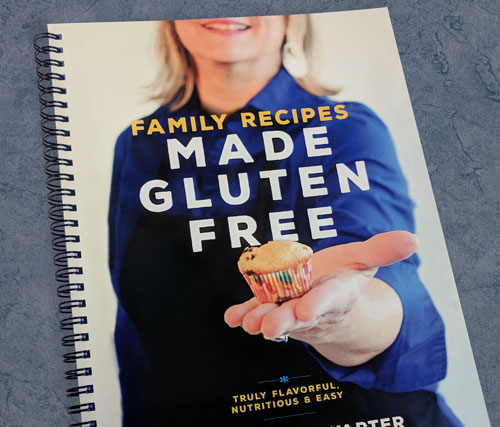 FAMILY RECIPES
MADE
GLUTEN
FREE
TRULY FLAVORFUL,
NUTRITIOUS & EASY